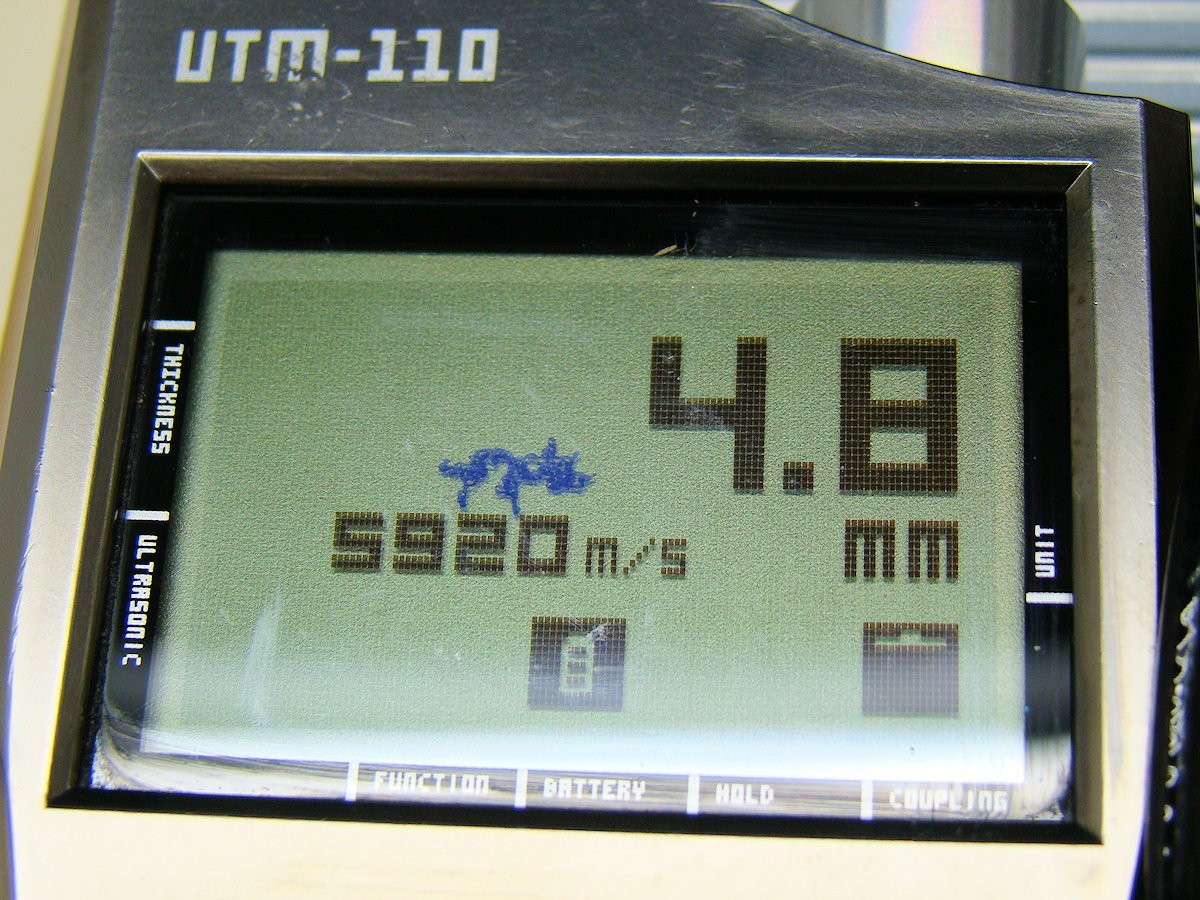 UTM-110
THICKNESS
4.8
5920 m/s
MM
ULTRASONIC
UNIT
FUNCTION
BATTERY
HOLD
COUPLING